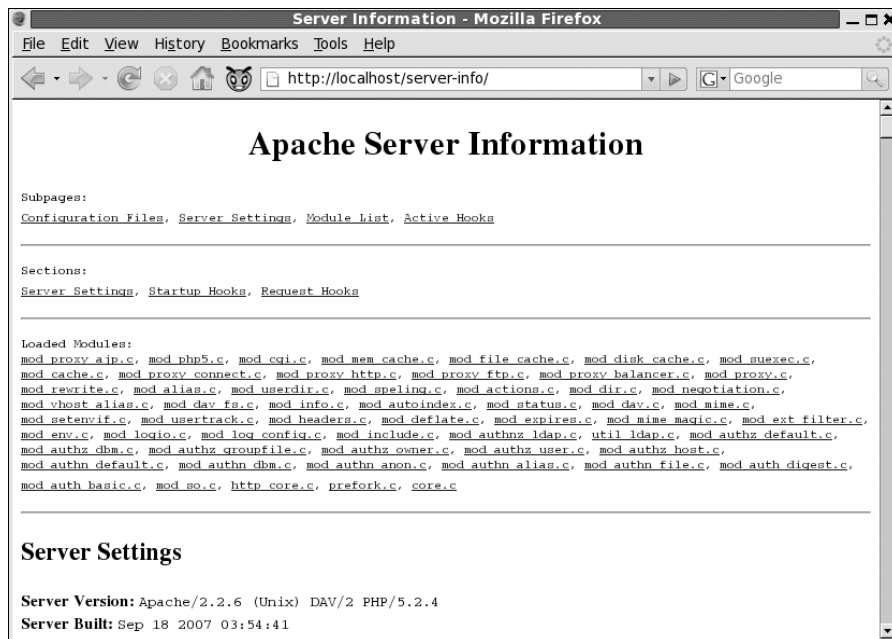 Server Information - Mozilla Firefox
File Edit View History Bookmarks Tools Help
http://localhost/server-info/ G Google
Apache Server Information
Subpages:
Configuration Files, Server Settings, Module List, Active Hooks
Sections:
Server Settings, Startup Hooks, Request Hooks
Loaded Modules:
mod_proxy_ajp.c, mod_php5.c, mod_cgi.c, mod_mem_cache.c, mod_file_cache.c, mod_disk_cache.c, mod_suexec.c,
mod_cache.c, mod_proxy_connect.c, mod_proxy_http.c, mod_proxy_ftp.c, mod_proxy_balancer.c, mod_proxy.c,
mod_rewrite.c, mod_alias.c, mod_userdir.c, mod_speling.c, mod_actions.c, mod_dir.c, mod_negotiation.c,
mod_vhost_alias.c, mod_dav_fs.c, mod_info.c, mod_autoindex.c, mod_status.c, mod_dav.c, mod_mime.c,
mod_setenvif.c, mod_usertrack.c, mod_headers.c, mod_deflate.c, mod_expires.c, mod_mime_magic.c, mod_ext_filter.c,
mod_env.c, mod_logio.c, mod_log_config.c, mod_include.c, mod_authnz_ldap.c, util_ldap.c, mod_authz_default.c,
mod_authz_dbm.c, mod_authz_groupfile.c, mod_authz_owner.c, mod_authz_user.c, mod_authz_host.c,
mod_authn_default.c, mod_authn_dbm.c, mod_authn_anon.c, mod_authn_alias.c, mod_authn_file.c, mod_auth_digest.c,
mod_auth_basic.c, mod_so.c, http_core.c, prefork.c, core.c
Server Settings
Server Version: Apache/2.2.6 (Unix) DAV/2 PHP/5.2.4
Server Built: Sep 18 2007 03:54:41